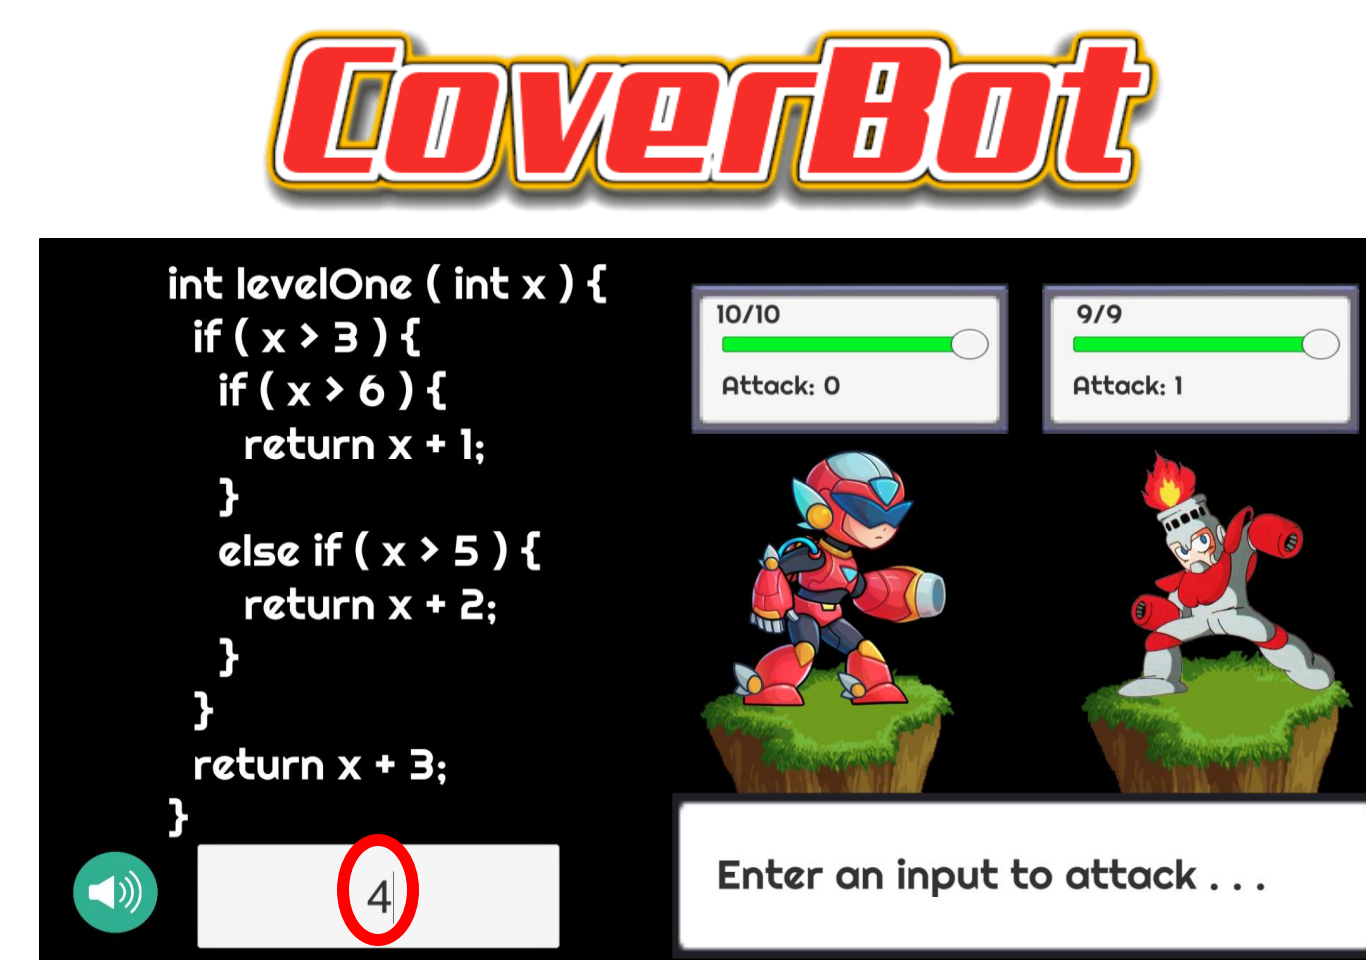 CoverBot
int levelOne ( int x ) {
if ( x > 3 ) {
if ( x > 6 ) {
return x + 1;
}
else if ( x > 5 ) {
return x + 2;
}
}
return x + 3;
}
4
10/10
Attack: 0
9/9
Attack: 1
Enter an input to attack . . .